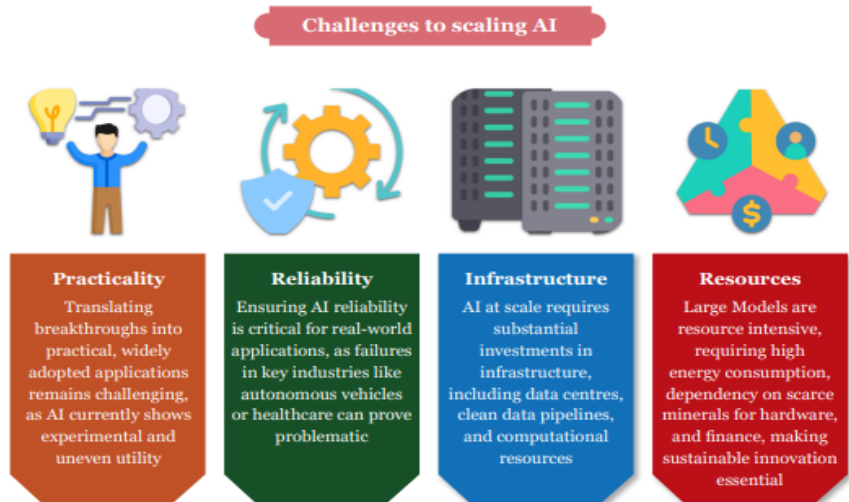 Challenges to scaling AI
Practicality
Translating
breakthroughs into
practical, widely
adopted applications
remains challenging,
as AI currently shows
experimental and
uneven utility
Reliability
Ensuring AI reliability
is critical for real-world
applications, as failures
in key industries like
autonomous vehicles
or healthcare can prove
problematic
Infrastructure
AI at scale requires
substantial
investments in
infrastructure,
including data centres,
clean data pipelines,
and computational
resources
Resources
Large Models are
resource intensive,
requiring high
energy consumption,
dependency on scarce
minerals for hardware,
and finance, making
sustainable innovation
essential